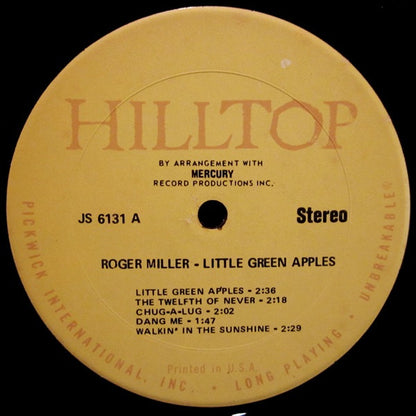 HILLTOP
BY ARRANGEMENT WITH
MERCURY
RECORD PRODUCTIONS INC.
JS 6131 A
Stereo
ROGER MILLER - LITTLE GREEN APPLES
LITTLE GREEN APPLES - 2:36
THE TWELFTH OF NEVER - 2:18
CHUG-A-LUG - 2:02
DANG ME - 1:47
WALKIN' IN THE SUNSHINE - 2:29
Printed in U.S.A.
PICKWICK INTERNATIONAL, INC. • LONG PLAYING • UNBREAKABLE®